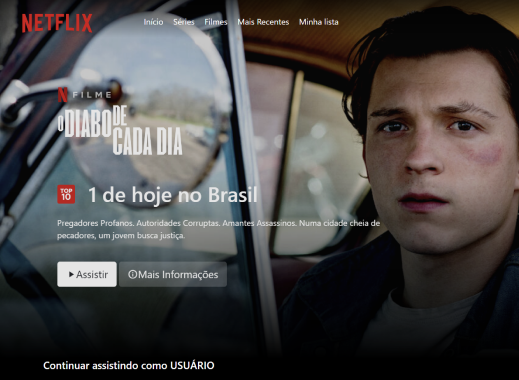 NETFLIX
Início Séries Filmes Mais Recentes Minha lista
N FILME
O DIABO DE
CADA DIA
TOP
10
1 de hoje no Brasil
Pregadores Profanos. Autoridades Corruptas. Amantes Assassinos. Numa cidade cheia de
pecadores, um jovem busca justiça.
Assistir Mais Informações
Continuar assistindo como USUÁRIO